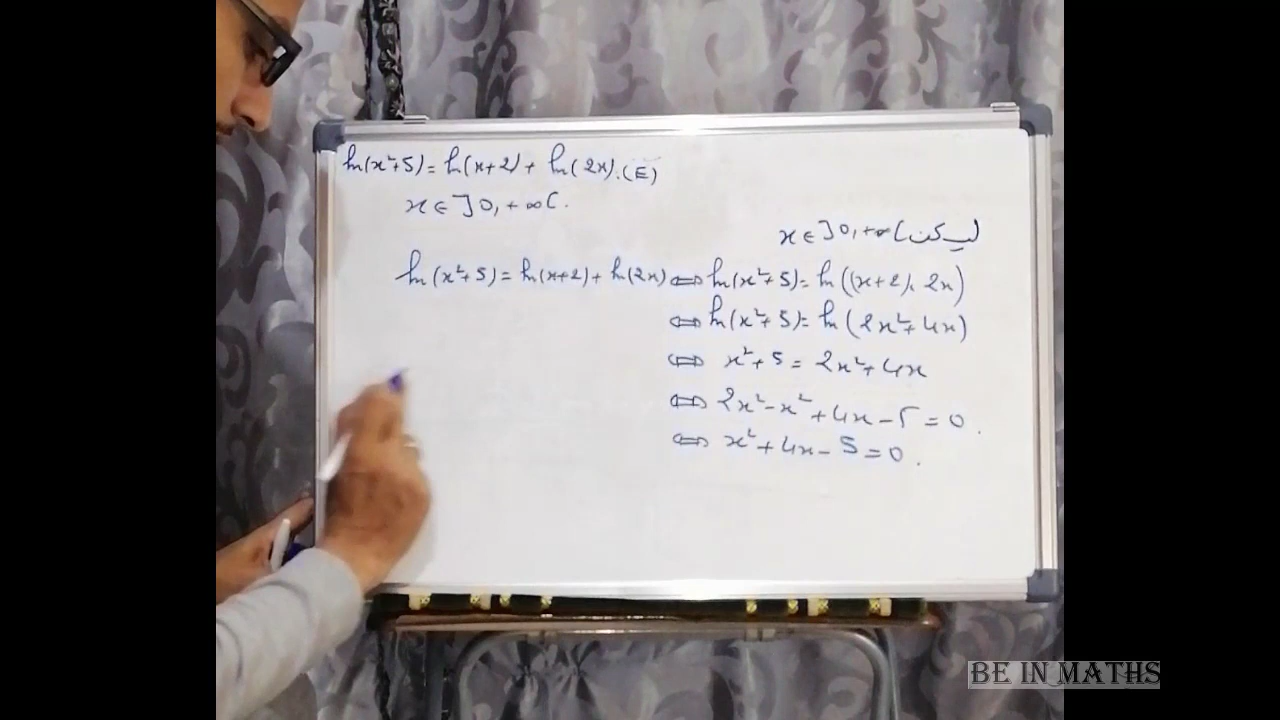 ln(x²+5)=ln(x+2)+ln(2x).(E)
x∈]0,+∞[.
ليكن x∈]0,+∞[
ln(x²+5)=ln(x+2)+ln(2x)⇔ln(x²+5)=ln((x+2)×2x)
⇔ln(x²+5)=ln(2x²+4x)
⇔ x²+5=2x²+4x
⇔ 2x²-x²+4x-5=0.
⇔ x²+4x-5=0.
BE IN MATHS